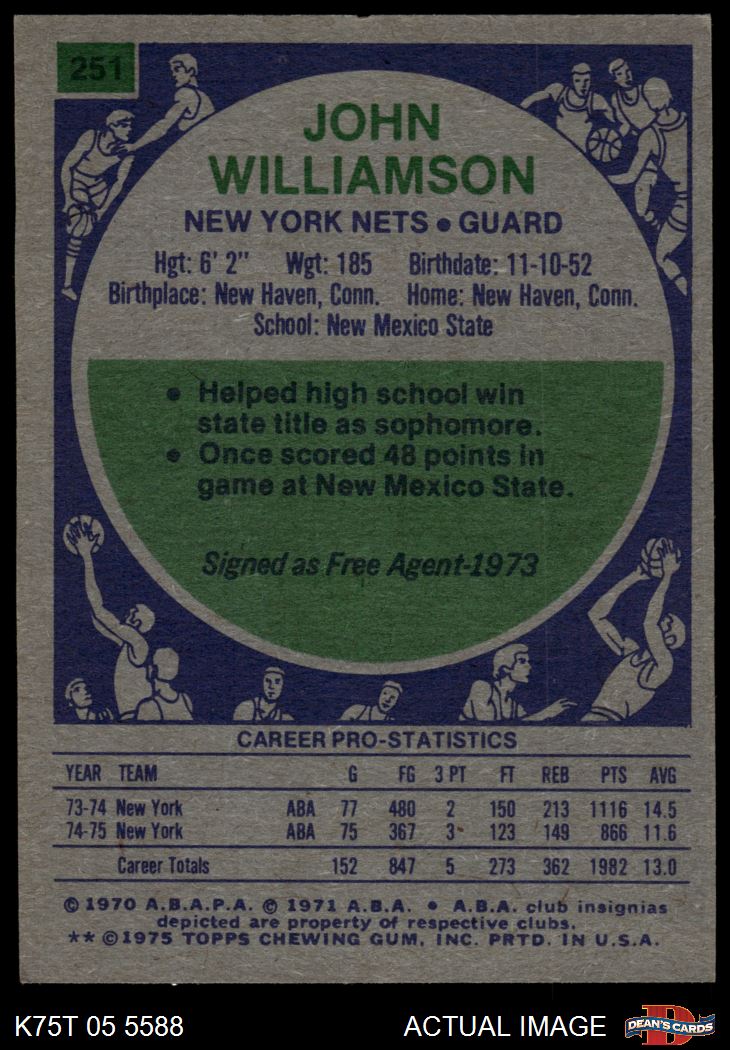 251
JOHN
WILLIAMSON
NEW YORK NETS • GUARD
Hgt: 6' 2" Wgt: 185 Birthdate: 11-10-52
Birthplace: New Haven, Conn. Home: New Haven, Conn.
School: New Mexico State
• Helped high school win
state title as sophomore.
• Once scored 48 points in
game at New Mexico State.
Signed as Free Agent-1973
CAREER PRO-STATISTICS
YEAR TEAM G FG 3 PT FT REB PTS AVG
73-74 New York ABA 77 480 2 150 213 1116 14.5
74-75 New York ABA 75 367 3 123 149 866 11.6
Career Totals 152 847 5 273 362 1982 13.0
© 1970 A.B.A.P.A. © 1971 A.B.A. • A.B.A. club insignias
depicted are property of respective clubs.
** © 1975 TOPPS CHEWING GUM, INC. PRTD. IN U.S.A.
K75T 05 5588 ACTUAL IMAGE
D
DEAN'S CARDS